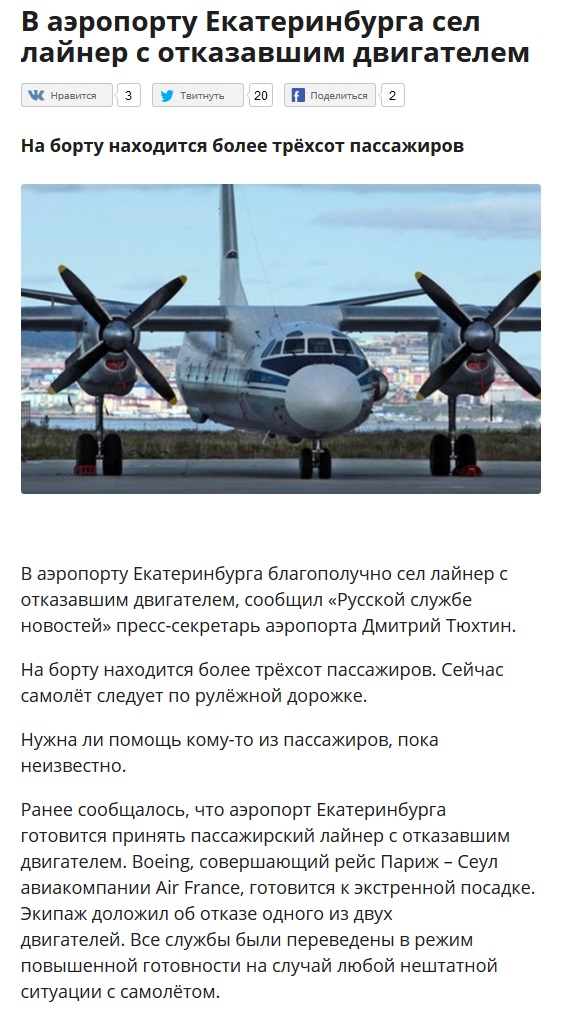 В аэропорту Екатеринбурга сел
лайнер с отказавшим двигателем
Нравится 3 Твитнуть 20 Поделиться 2
На борту находится более трёхсот пассажиров
В аэропорту Екатеринбурга благополучно сел лайнер с
отказавшим двигателем, сообщил «Русской службе
новостей» пресс-секретарь аэропорта Дмитрий Тюхтин.
На борту находится более трёхсот пассажиров. Сейчас
самолёт следует по рулёжной дорожке.
Нужна ли помощь кому-то из пассажиров, пока
неизвестно.
Ранее сообщалось, что аэропорт Екатеринбурга
готовится принять пассажирский лайнер с отказавшим
двигателем. Boeing, совершающий рейс Париж – Сеул
авиакомпании Air France, готовится к экстренной посадке.
Экипаж доложил об отказе одного из двух
двигателей. Все службы были переведены в режим
повышенной готовности на случай любой нештатной
ситуации с самолётом.